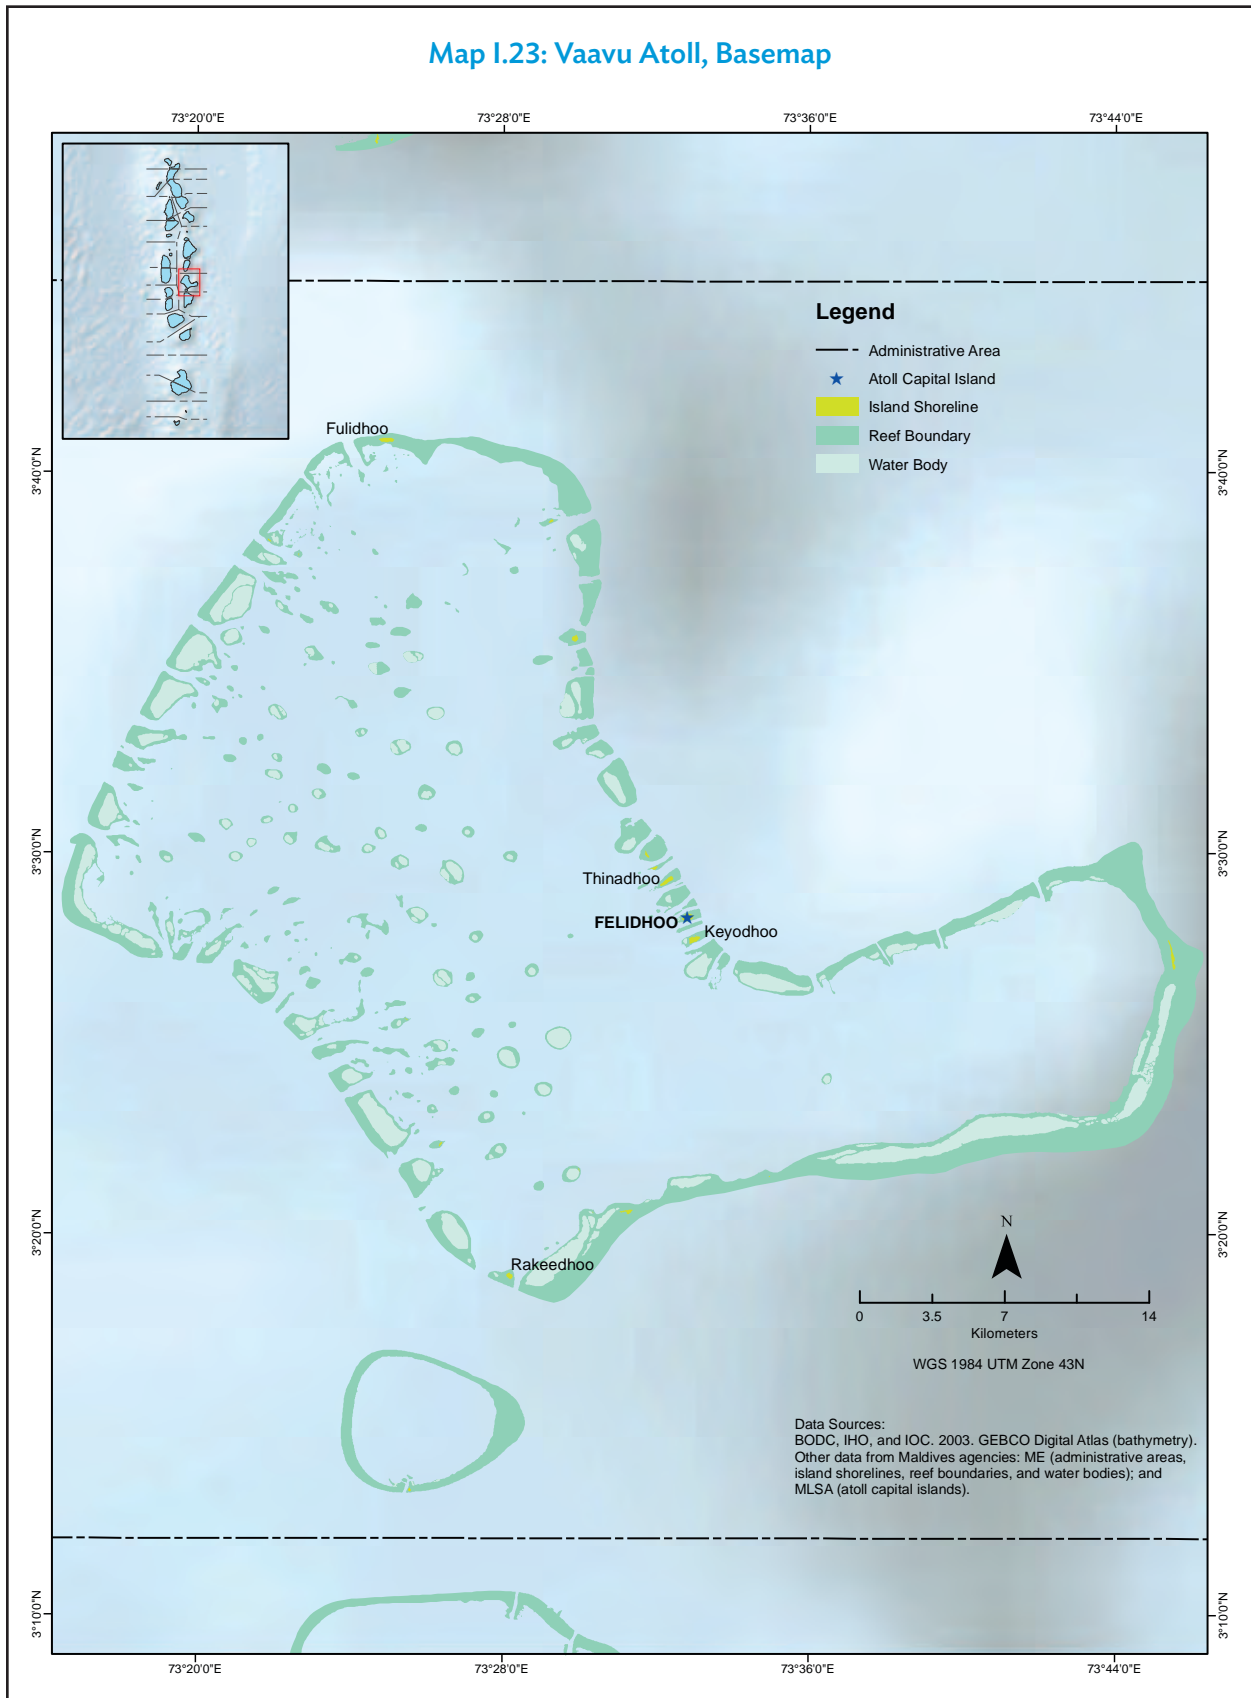 Map I.23: Vaavu Atoll, Basemap
73°20'0"E
73°28'0"E
73°36'0"E
73°44'0"E
Legend
Administrative Area
Atoll Capital Island
Island Shoreline
Reef Boundary
Water Body
Fulidhoo
3°40'0"N
3°40'0"N
3°30'0"N
3°30'0"N
Thinadhoo
FELIDHOO
Keyodhoo
3°20'0"N
3°20'0"N
Rakeedhoo
N
0
3.5
7
14
Kilometers
WGS 1984 UTM Zone 43N
Data Sources:
BODC, IHO, and IOC. 2003. GEBCO Digital Atlas (bathymetry).
Other data from Maldives agencies: ME (administrative areas,
island shorelines, reef boundaries, and water bodies); and
MLSA (atoll capital islands).
3°10'0"N
3°10'0"N
73°20'0"E
73°28'0"E
73°36'0"E
73°44'0"E